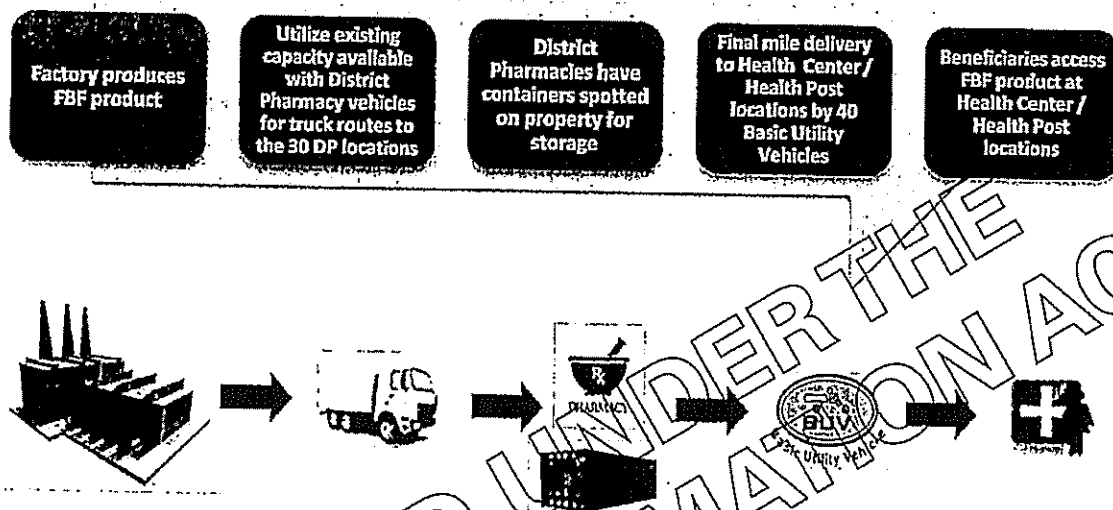 Factory produces
FBF product
Utilize existing
capacity available
with District
Pharmacy vehicles
for truck routes to
the 30 DP locations
District
Pharmacies have
containers spotted
on property for
storage
Final mile delivery
to Health Center /
Health Post
locations by 40
Basic Utility
Vehicles
Beneficiaries access
FBF product at
Health Center /
Health Post
locations
Rx
PHARMACY
BUV
Basic Utility Vehicle
UNDER THE
MATION AC